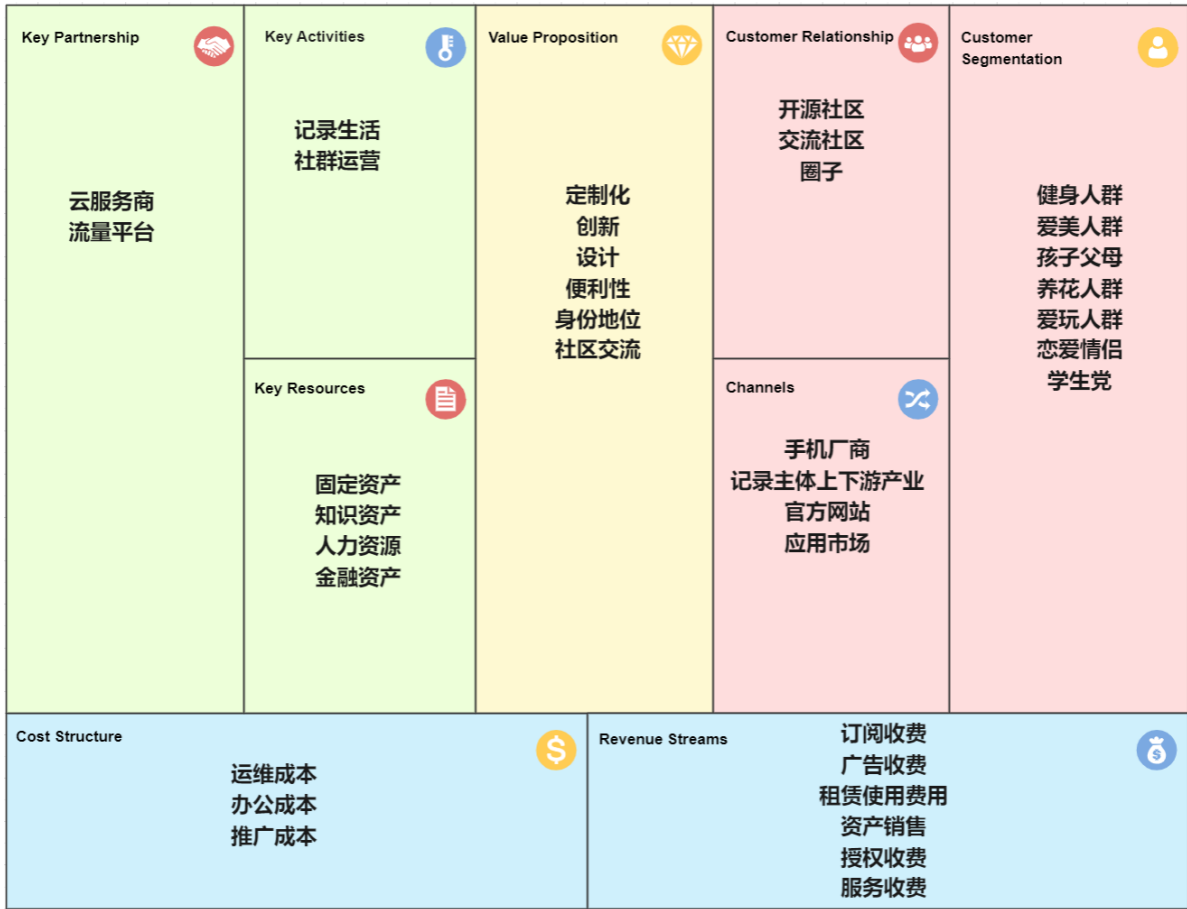 Key Partnership
云服务商
流量平台
Key Activities
记录生活
社群运营
Key Resources
固定资产
知识资产
人力资源
金融资产
Value Proposition
定制化
创新
设计
便利性
身份地位
社区交流
Customer Relationship
开源社区
交流社区
圈子
Channels
手机厂商
记录主体上下游产业
官方网站
应用市场
Customer
Segmentation
健身人群
爱美人群
孩子父母
养花人群
爱玩人群
恋爱情侣
学生党
Cost Structure
运维成本
办公成本
推广成本
Revenue Streams
订阅收费
广告收费
租赁使用费用
资产销售
授权收费
服务收费